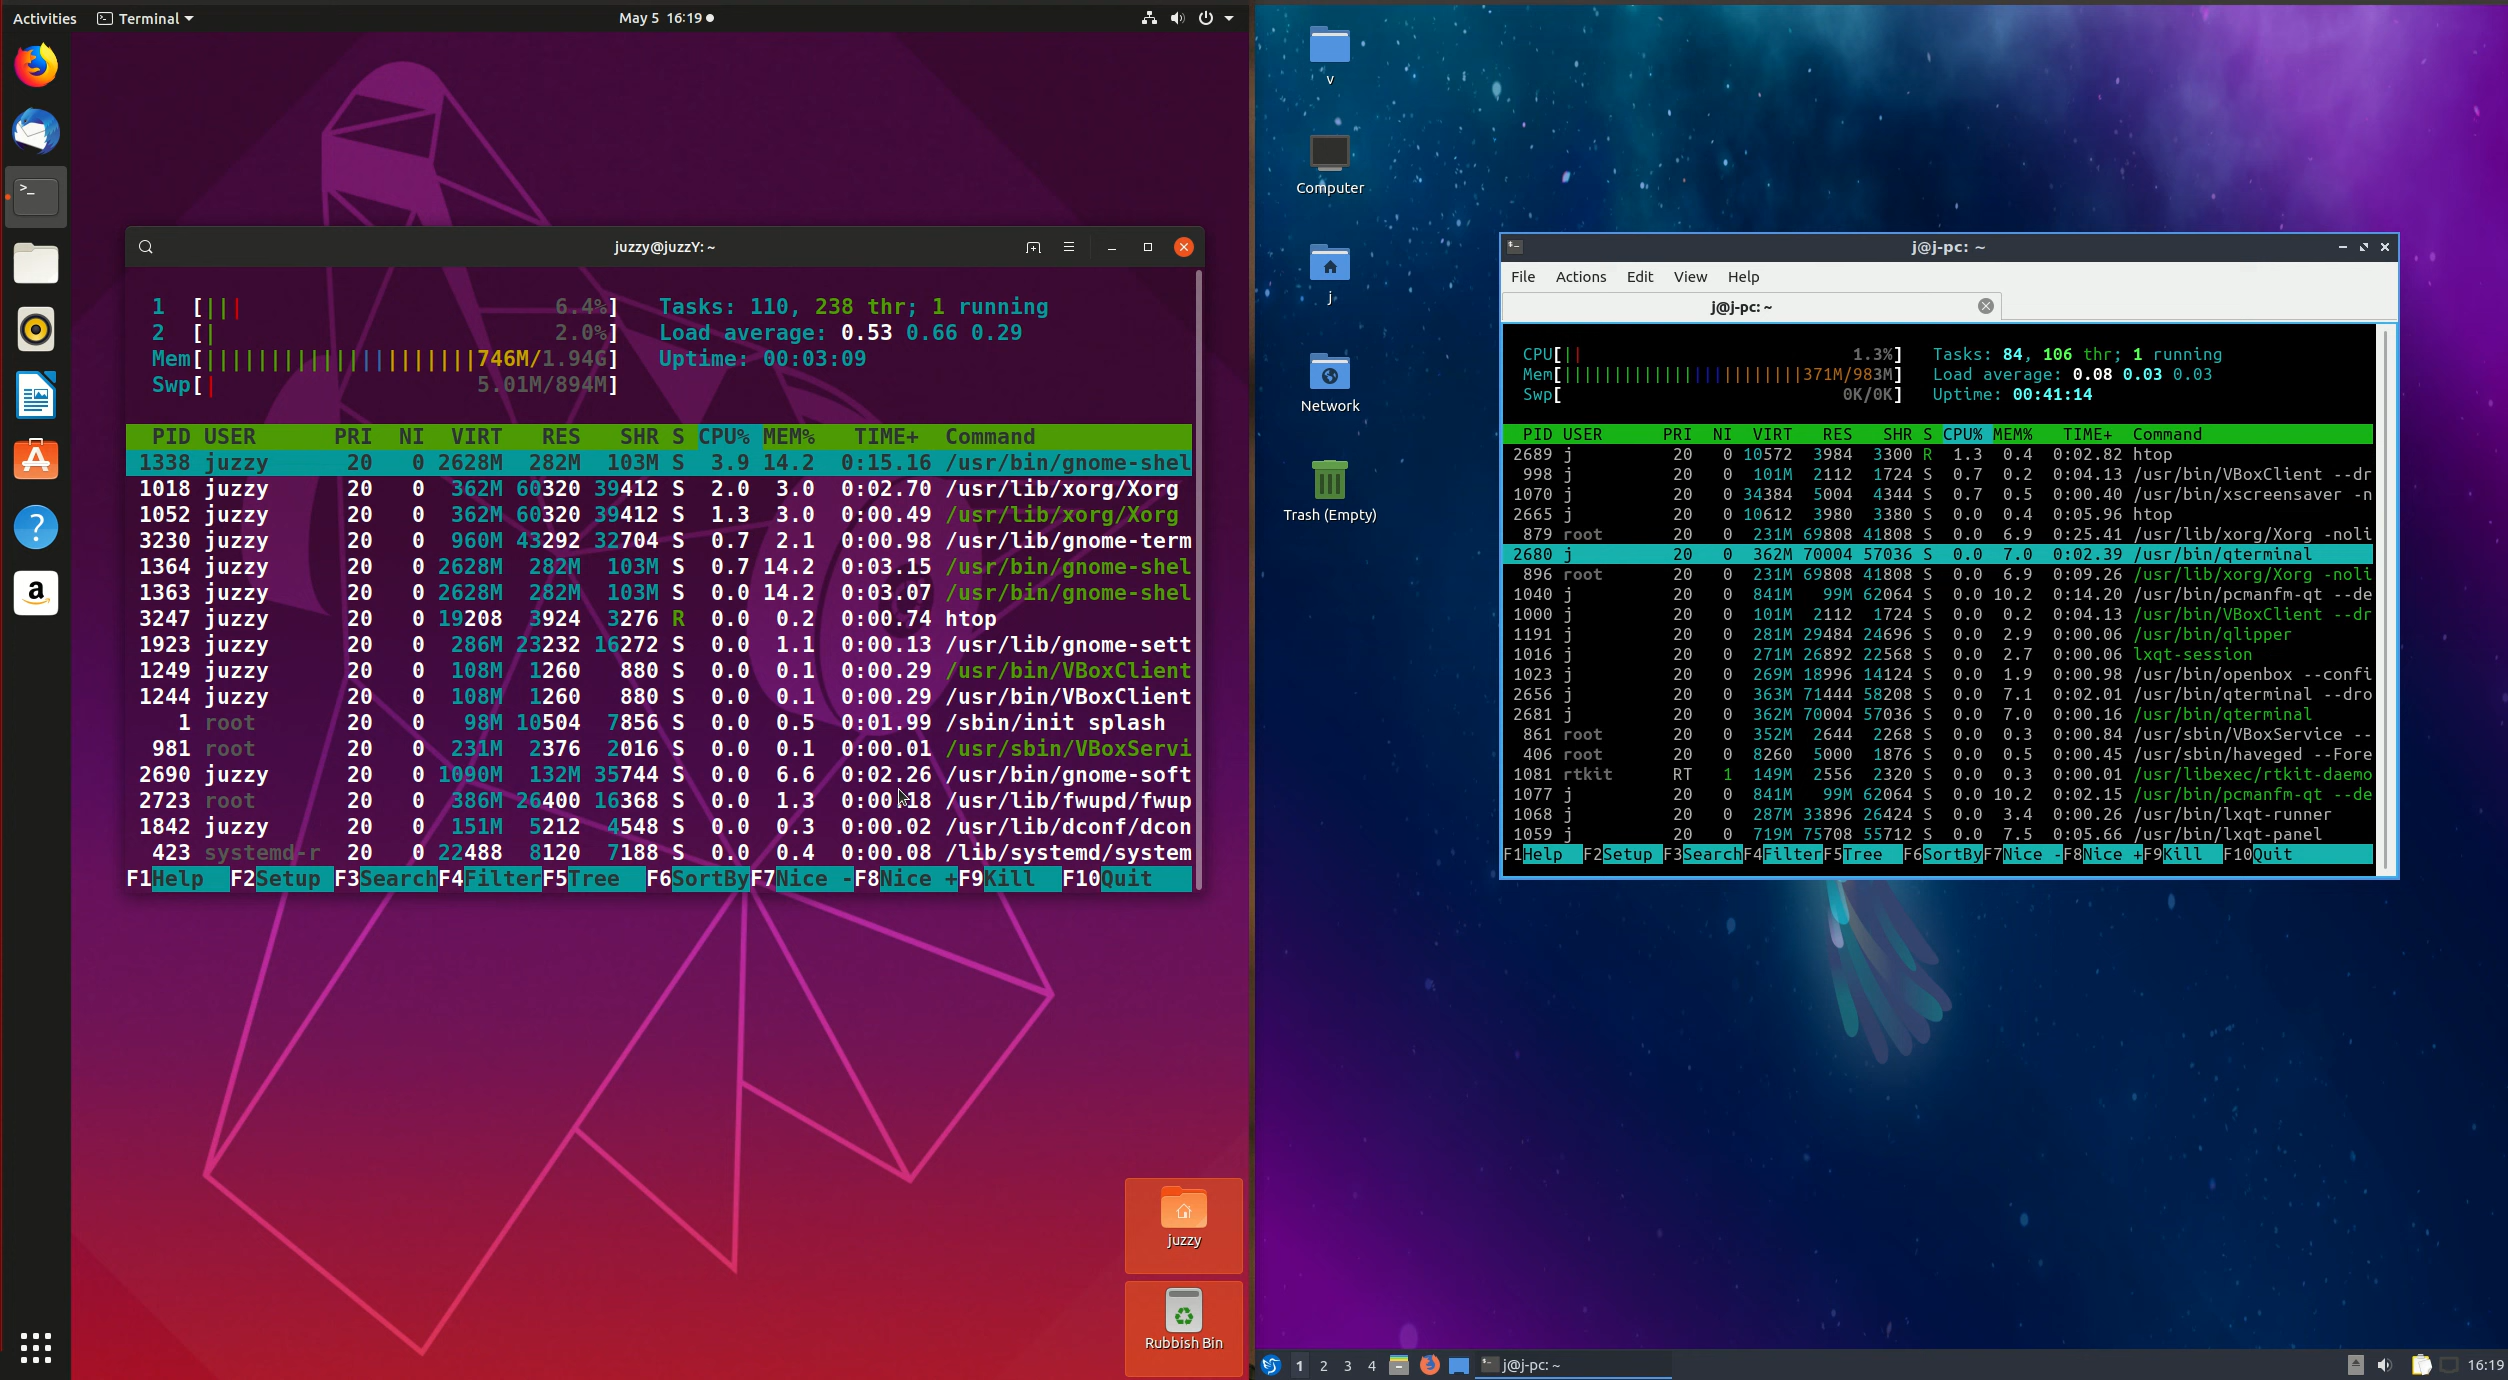 Activities Terminal May 5 16:19
juzzy@juzzY: ~
1 [||| 6.4%] Tasks: 110, 238 thr; 1 running
2 [| 2.0%] Load average: 0.53 0.66 0.29
Mem[|||||||||||||||||||||746M/1.94G] Uptime: 00:03:09
Swp[| 5.01M/894M]
PID USER PRI NI VIRT RES SHR S CPU% MEM% TIME+ Command
1338 juzzy 20 0 2628M 282M 103M S 3.9 14.2 0:15.16 /usr/bin/gnome-shel
1018 juzzy 20 0 362M 60320 39412 S 2.0 3.0 0:02.70 /usr/lib/xorg/Xorg
1052 juzzy 20 0 362M 60320 39412 S 1.3 3.0 0:00.49 /usr/lib/xorg/Xorg
3230 juzzy 20 0 960M 43292 32704 S 0.7 2.1 0:00.98 /usr/lib/gnome-term
1364 juzzy 20 0 2628M 282M 103M S 0.7 14.2 0:03.15 /usr/bin/gnome-shel
1363 juzzy 20 0 2628M 282M 103M S 0.0 14.2 0:03.07 /usr/bin/gnome-shel
3247 juzzy 20 0 19208 3924 3276 R 0.0 0.2 0:00.74 htop
1923 juzzy 20 0 286M 23232 16272 S 0.0 1.1 0:00.13 /usr/lib/gnome-sett
1249 juzzy 20 0 108M 1260 880 S 0.0 0.1 0:00.29 /usr/bin/VBoxClient
1244 juzzy 20 0 108M 1260 880 S 0.0 0.1 0:00.29 /usr/bin/VBoxClient
1 root 20 0 98M 10504 7856 S 0.0 0.5 0:01.99 /sbin/init splash
981 root 20 0 231M 2376 2016 S 0.0 0.1 0:00.01 /usr/sbin/VBoxServi
2690 juzzy 20 0 1090M 132M 35744 S 0.0 6.6 0:02.26 /usr/bin/gnome-soft
2723 root 20 0 386M 26400 16368 S 0.0 1.3 0:00.18 /usr/lib/fwupd/fwup
1842 juzzy 20 0 151M 5212 4548 S 0.0 0.3 0:00.02 /usr/lib/dconf/dcon
423 systemd-r 20 0 22488 8120 7188 S 0.0 0.4 0:00.08 /lib/systemd/system
F1Help F2Setup F3SearchF4FilterF5Tree F6SortByF7Nice -F8Nice +F9Kill F10Quit
juzzy
Rubbish Bin
v
Computer
j
Network
Trash (Empty)
j@j-pc: ~
File Actions Edit View Help
j@j-pc: ~
CPU[|| 1.3%] Tasks: 84, 106 thr; 1 running
Mem[||||||||||||||||||||||||371M/983M] Load average: 0.08 0.03 0.03
Swp[ 0K/0K] Uptime: 00:41:14
PID USER PRI NI VIRT RES SHR S CPU% MEM% TIME+ Command
2689 j 20 0 10572 3984 3300 R 1.3 0.4 0:02.82 htop
998 j 20 0 101M 2112 1724 S 0.7 0.2 0:04.13 /usr/bin/VBoxClient --dr
1070 j 20 0 34384 5004 4344 S 0.7 0.5 0:00.40 /usr/bin/xscreensaver -n
2665 j 20 0 10612 3980 3380 S 0.0 0.4 0:05.96 htop
879 root 20 0 231M 69808 41808 S 0.0 6.9 0:25.41 /usr/lib/xorg/Xorg -noli
2680 j 20 0 362M 70004 57036 S 0.0 7.0 0:02.39 /usr/bin/qterminal
896 root 20 0 231M 69808 41808 S 0.0 6.9 0:09.26 /usr/lib/xorg/Xorg -noli
1040 j 20 0 841M 99M 62064 S 0.0 10.2 0:14.20 /usr/bin/pcmanfm-qt --de
1000 j 20 0 101M 2112 1724 S 0.0 0.2 0:04.13 /usr/bin/VBoxClient --dr
1191 j 20 0 281M 29484 24696 S 0.0 2.9 0:00.06 /usr/bin/qlipper
1016 j 20 0 271M 26892 22568 S 0.0 2.7 0:00.06 lxqt-session
1023 j 20 0 269M 18996 14124 S 0.0 1.9 0:00.98 /usr/bin/openbox --confi
2656 j 20 0 363M 71444 58208 S 0.0 7.1 0:02.01 /usr/bin/qterminal --dro
2681 j 20 0 362M 70004 57036 S 0.0 7.0 0:00.16 /usr/bin/qterminal
861 root 20 0 352M 2644 2268 S 0.0 0.3 0:00.84 /usr/sbin/VBoxService --
406 root 20 0 8260 5000 1876 S 0.0 0.5 0:00.45 /usr/sbin/haveged --Fore
1081 rtkit RT 1 149M 2556 2320 S 0.0 0.3 0:00.01 /usr/libexec/rtkit-daemo
1077 j 20 0 841M 99M 62064 S 0.0 10.2 0:02.15 /usr/bin/pcmanfm-qt --de
1068 j 20 0 287M 33896 26424 S 0.0 3.4 0:00.26 /usr/bin/lxqt-runner
1059 j 20 0 719M 75708 55712 S 0.0 7.5 0:05.66 /usr/bin/lxqt-panel
F1Help F2Setup F3SearchF4FilterF5Tree F6SortByF7Nice -F8Nice +F9Kill F10Quit
1 2 3 4 j@j-pc: ~ 16:19